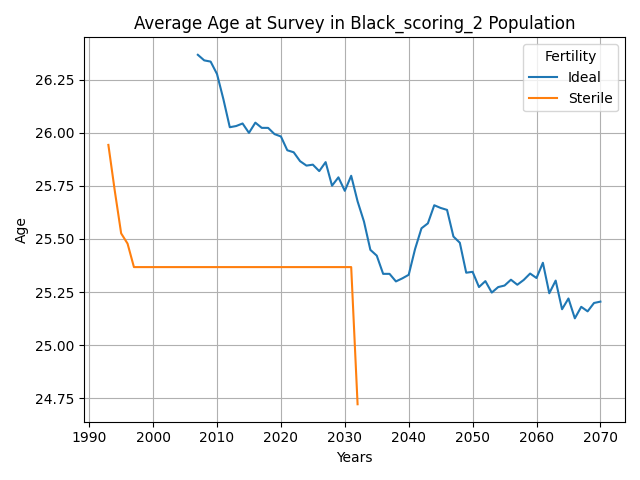 Average Age at Survey in Black_scoring_2 Population
Fertility
Ideal
Sterile
Age
26.25
26.00
25.75
25.50
25.25
25.00
24.75
1990 2000 2010 2020 2030 2040 2050 2060 2070
Years